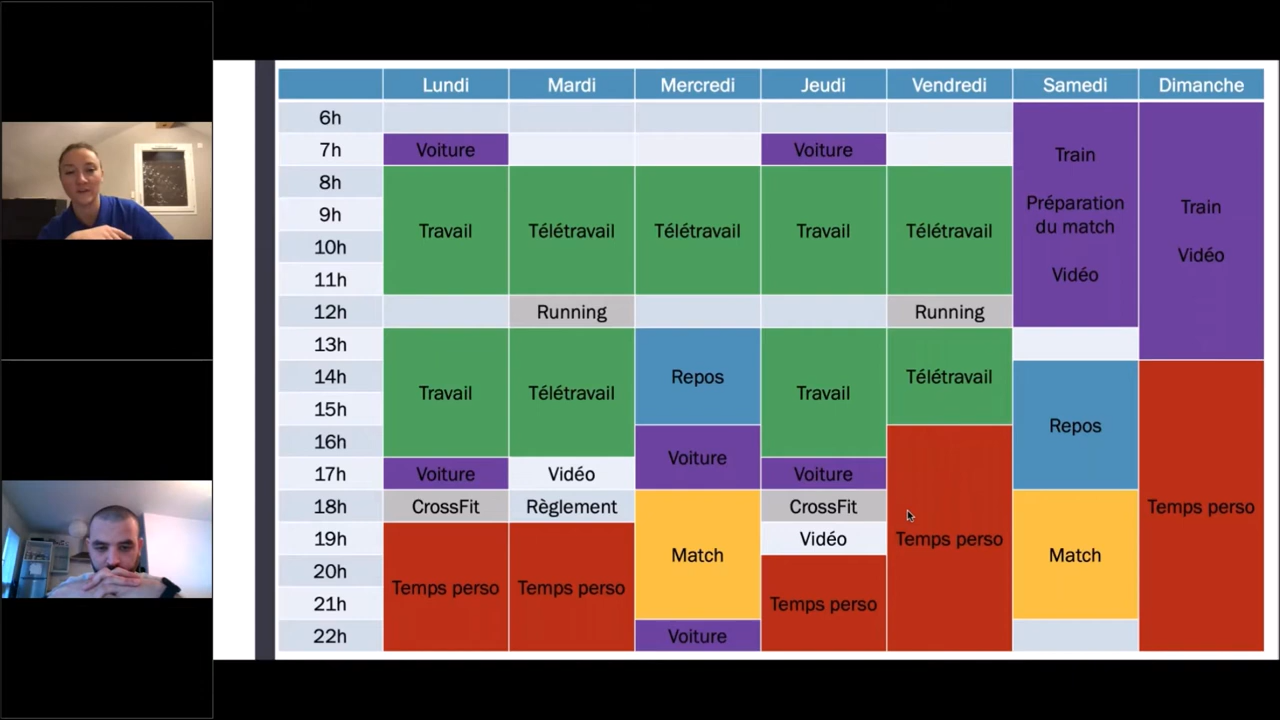 Lundi Mardi Mercredi Jeudi Vendredi Samedi Dimanche
6h
7h Voiture Voiture
Train
8h
Préparation
9h Train
du match
Travail Télétravail Télétravail Travail Télétravail
10h
Vidéo
Vidéo
11h
12h Running Running
13h
14h Repos Télétravail
Travail Télétravail Travail
15h
Repos
16h
Voiture
17h Voiture Vidéo Voiture
18h CrossFit Règlement CrossFit Temps perso
19h Vidéo Temps perso
Match Match
20h
Temps perso Temps perso
21h Temps perso
22h Voiture